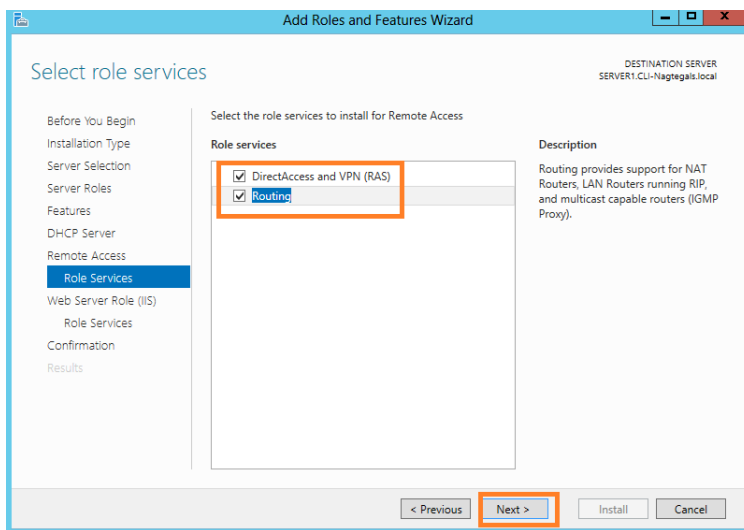 Add Roles and Features Wizard
x
Select role services
DESTINATION SERVER
SERVER1.CLI-Nagtegals.local
Before You Begin
Installation Type
Server Selection
Server Roles
Features
DHCP Server
Remote Access
Role Services
Web Server Role (IIS)
Role Services
Confirmation
Results
Select the role services to install for Remote Access
Role services
DirectAccess and VPN (RAS)
Routing
Description
Routing provides support for NAT
Routers, LAN Routers running RIP,
and multicast capable routers (IGMP
Proxy).
< Previous
Next >
Install
Cancel